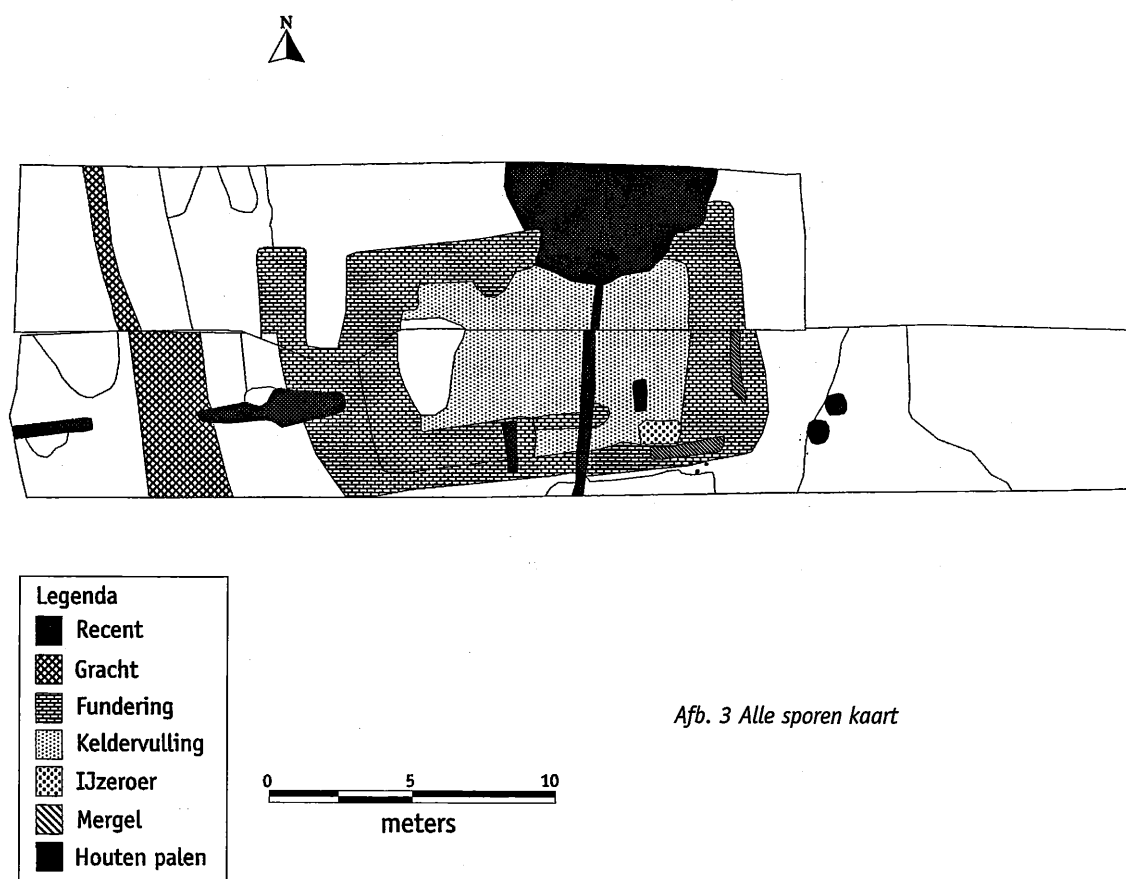 N
Legenda
Recent
Gracht
Fundering
Keldervulling
IJzeroer
Mergel
Houten palen
0 5 10
meters
Afb. 3 Alle sporen kaart